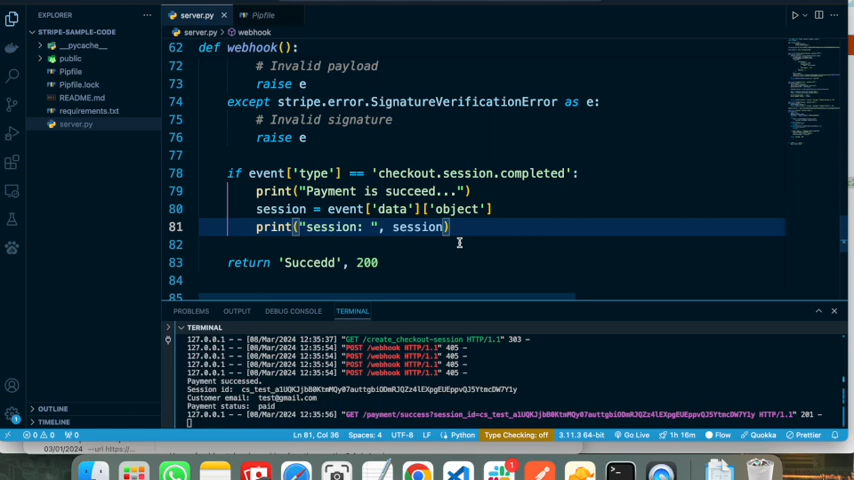 EXPLORER ···
server.py ×
Pipfile
STRIPE-SAMPLE-CODE
server.py > webhook
__pycache__
public
Pipfile
Pipfile.lock
README.md
requirements.txt
server.py
62 def webhook():
72 # Invalid payload
73 raise e
74 except stripe.error.SignatureVerificationError as e:
75 # Invalid signature
76 raise e
77
78 if event['type'] == 'checkout.session.completed':
79 print("Payment is succeed...")
80 session = event['data']['object']
81 print("session: ", session)
82
83 return 'Succedd', 200
84
85
PROBLEMS OUTPUT DEBUG CONSOLE TERMINAL
TERMINAL
127.0.0.1 - - [08/Mar/2024 12:35:37] "GET /create_checkout-session HTTP/1.1" 303 -
127.0.0.1 - - [08/Mar/2024 12:35:54] "POST /webhook HTTP/1.1" 405 -
127.0.0.1 - - [08/Mar/2024 12:35:54] "POST /webhook HTTP/1.1" 405 -
127.0.0.1 - - [08/Mar/2024 12:35:54] "POST /webhook HTTP/1.1" 405 -
127.0.0.1 - - [08/Mar/2024 12:35:54] "POST /webhook HTTP/1.1" 405 -
Payment successed.
Session id:
Customer email: test@gmail.com
Payment status: paid
127.0.0.1 - - [08/Mar/2024 12:35:56] "GET HTTP/1.1" 201 -
OUTLINE
TIMELINE
0 0 0 Ln 81, Col 36 Spaces: 4 UTF-8 LF Python Type Checking: off 3.11.3 64-bit Go Live 1h 16m Flow Quokka Prettier
03/01/2024 --url https://...